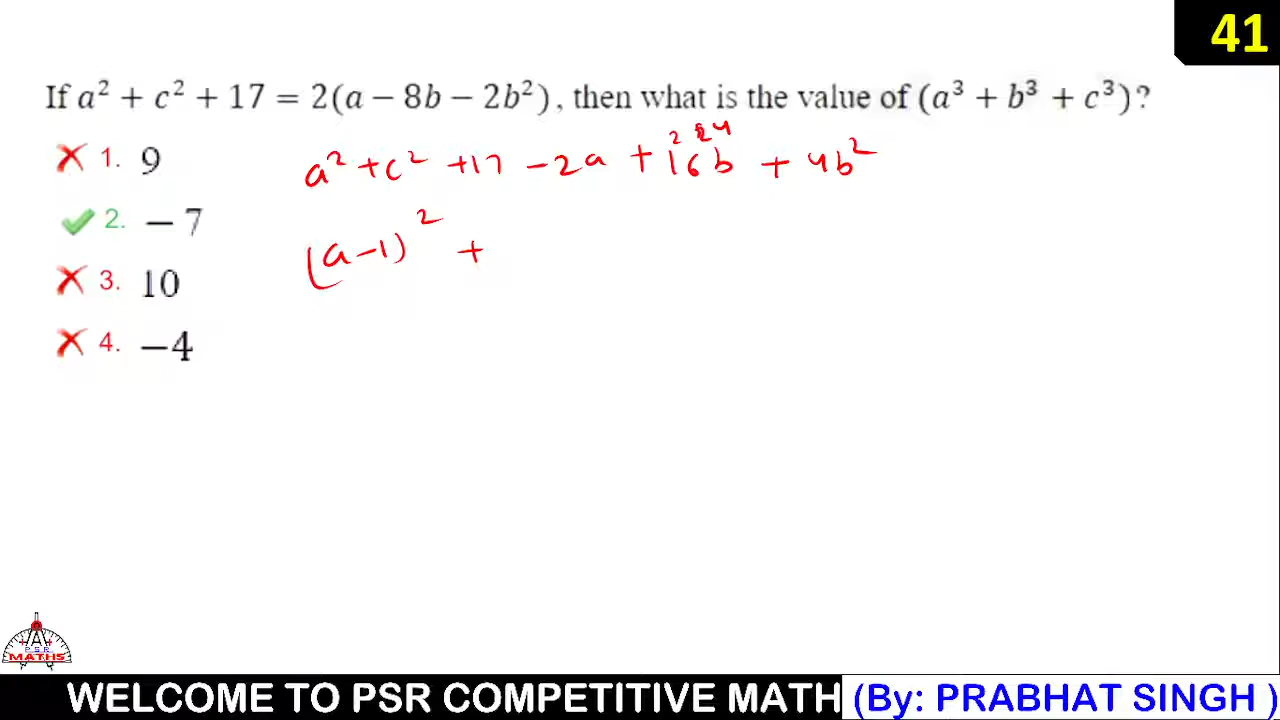 41
If a² + c² + 17 = 2(a − 8b − 2b²), then what is the value of (a³ + b³ + c³)?
1. 9
a² + c² + 17 − 2a + 16b + 4b²
2. − 7
(a − 1)² +
3. 10
4. −4
PSR
MATHS
WELCOME TO PSR COMPETITIVE MATH (By: PRABHAT SINGH )